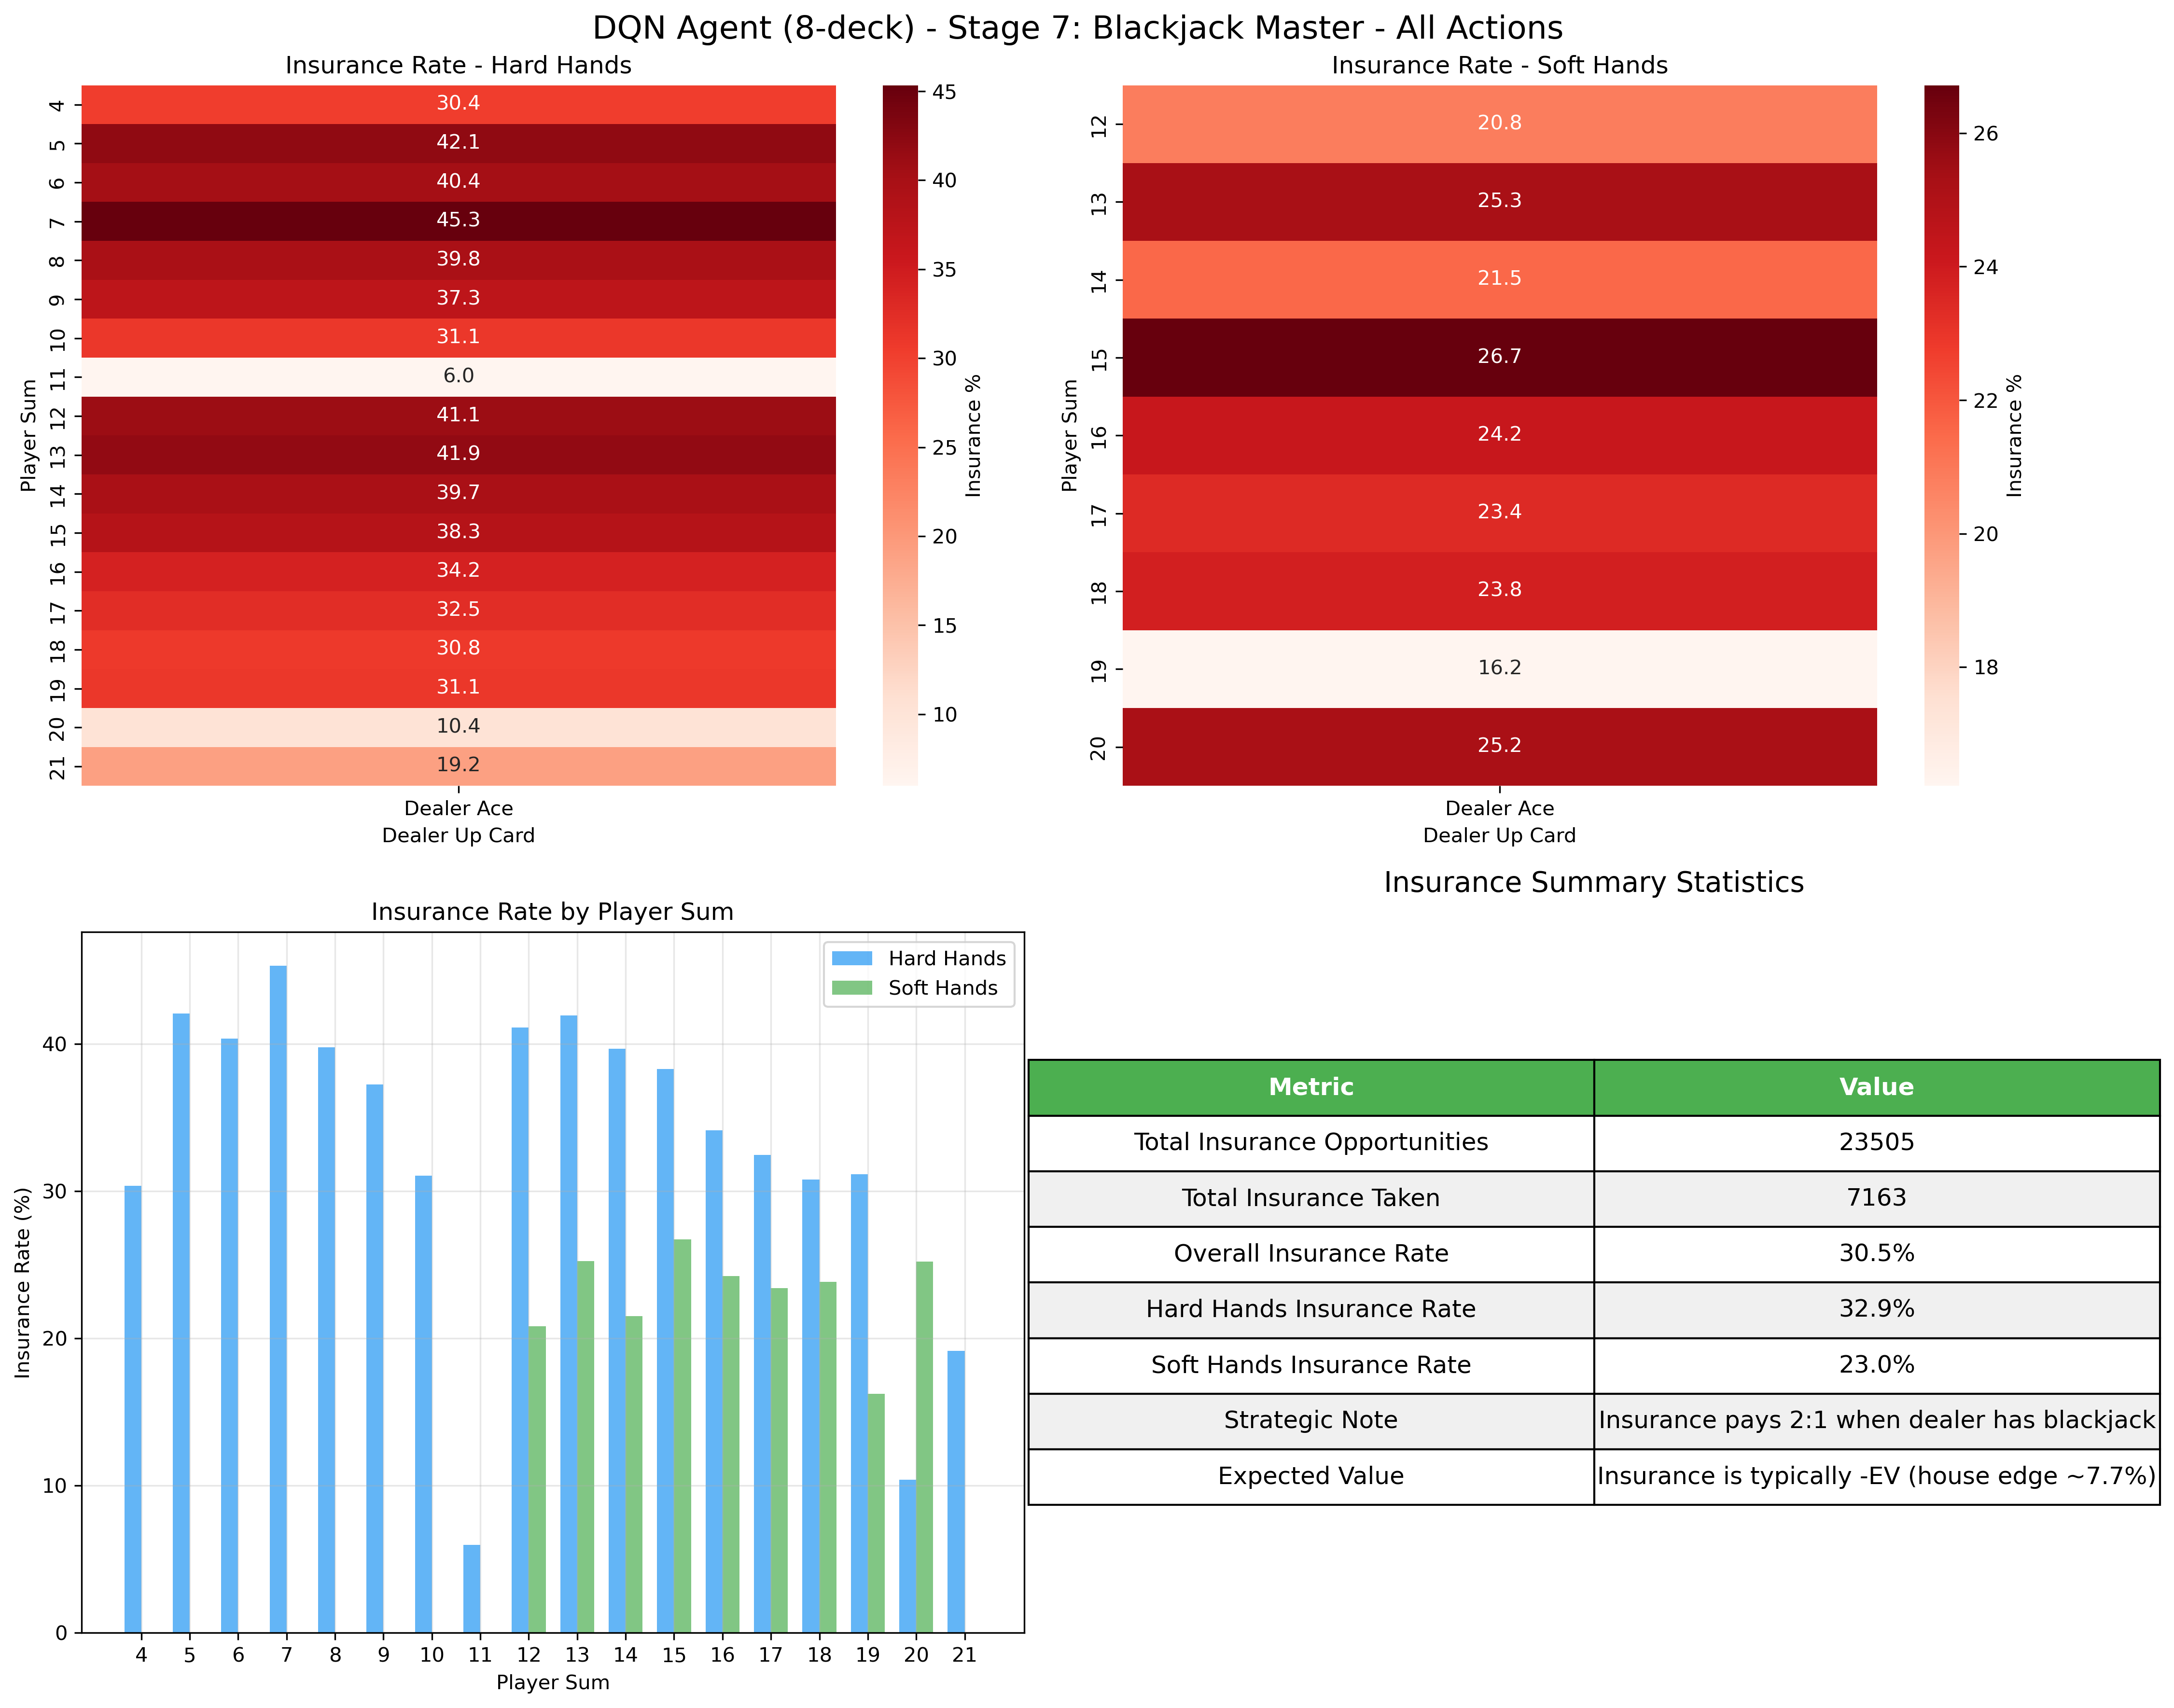 DQN Agent (8-deck) - Stage 7: Blackjack Master - All Actions
Insurance Rate - Hard Hands
Player Sum
4 30.4
5 42.1
6 40.4
7 45.3
8 39.8
9 37.3
10 31.1
11 6.0
12 41.1
13 41.9
14 39.7
15 38.3
16 34.2
17 32.5
18 30.8
19 31.1
20 10.4
21 19.2
Dealer Ace
Dealer Up Card
45
40
35
30
25
20
15
10
Insurance %
Insurance Rate - Soft Hands
Player Sum
12 20.8
13 25.3
14 21.5
15 26.7
16 24.2
17 23.4
18 23.8
19 16.2
20 25.2
Dealer Ace
Dealer Up Card
26
24
22
20
18
Insurance %
Insurance Rate by Player Sum
Insurance Rate (%)
40
30
20
10
0
Hard Hands
Soft Hands
4 5 6 7 8 9 10 11 12 13 14 15 16 17 18 19 20 21
Player Sum
Insurance Summary Statistics
Metric Value
Total Insurance Opportunities 23505
Total Insurance Taken 7163
Overall Insurance Rate 30.5%
Hard Hands Insurance Rate 32.9%
Soft Hands Insurance Rate 23.0%
Strategic Note Insurance pays 2:1 when dealer has blackjack
Expected Value Insurance is typically -EV (house edge ~7.7%)